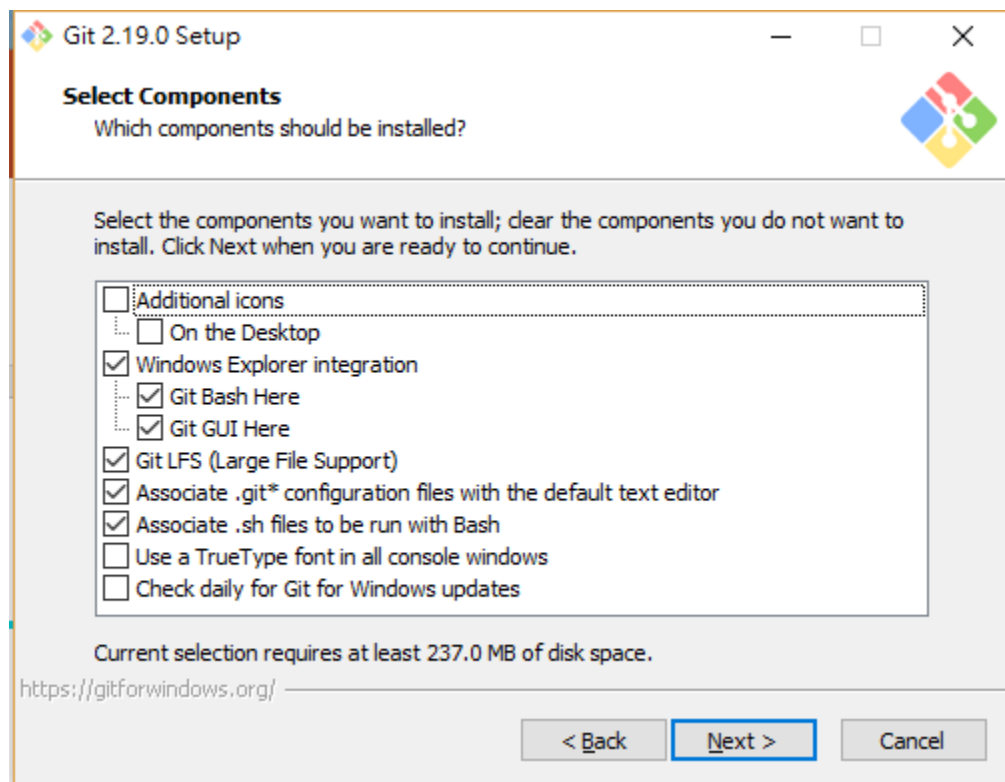 Git 2.19.0 Setup
Select Components
Which components should be installed?
Select the components you want to install; clear the components you do not want to
install. Click Next when you are ready to continue.
Additional icons
On the Desktop
Windows Explorer integration
Git Bash Here
Git GUI Here
Git LFS (Large File Support)
Associate .git* configuration files with the default text editor
Associate .sh files to be run with Bash
Use a TrueType font in all console windows
Check daily for Git for Windows updates
Current selection requires at least 237.0 MB of disk space.
https://gitforwindows.org/
< Back Next > Cancel